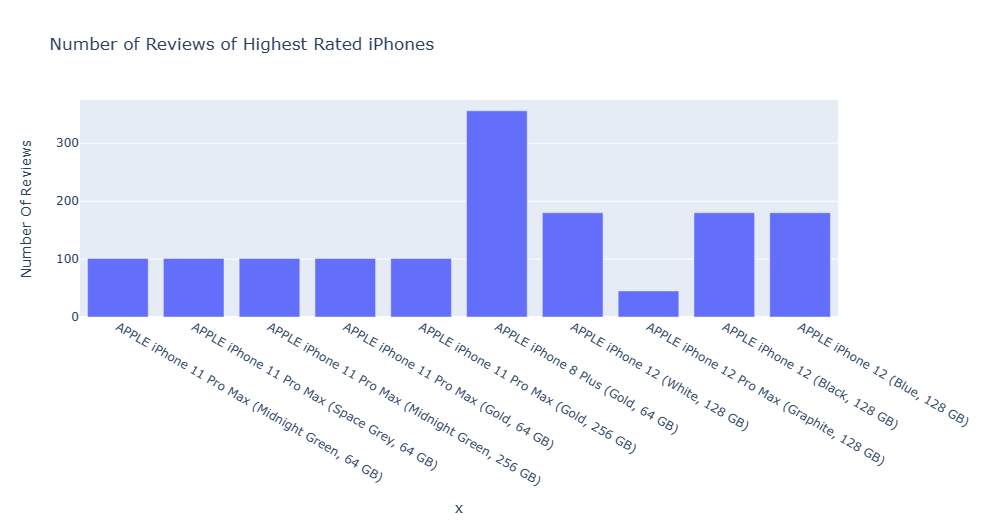 Number of Reviews of Highest Rated iPhones
Number Of Reviews
300
200
100
0
APPLE iPhone 11 Pro Max (Midnight Green, 64 GB)
APPLE iPhone 11 Pro Max (Space Grey, 64 GB)
APPLE iPhone 11 Pro Max (Midnight Green, 256 GB)
APPLE iPhone 11 Pro Max (Gold, 64 GB)
APPLE iPhone 11 Pro Max (Gold, 256 GB)
APPLE iPhone 8 Plus (Gold, 64 GB)
APPLE iPhone 12 (White, 128 GB)
APPLE iPhone 12 Pro Max (Graphite, 128 GB)
APPLE iPhone 12 (Black, 128 GB)
APPLE iPhone 12 (Blue, 128 GB)
x